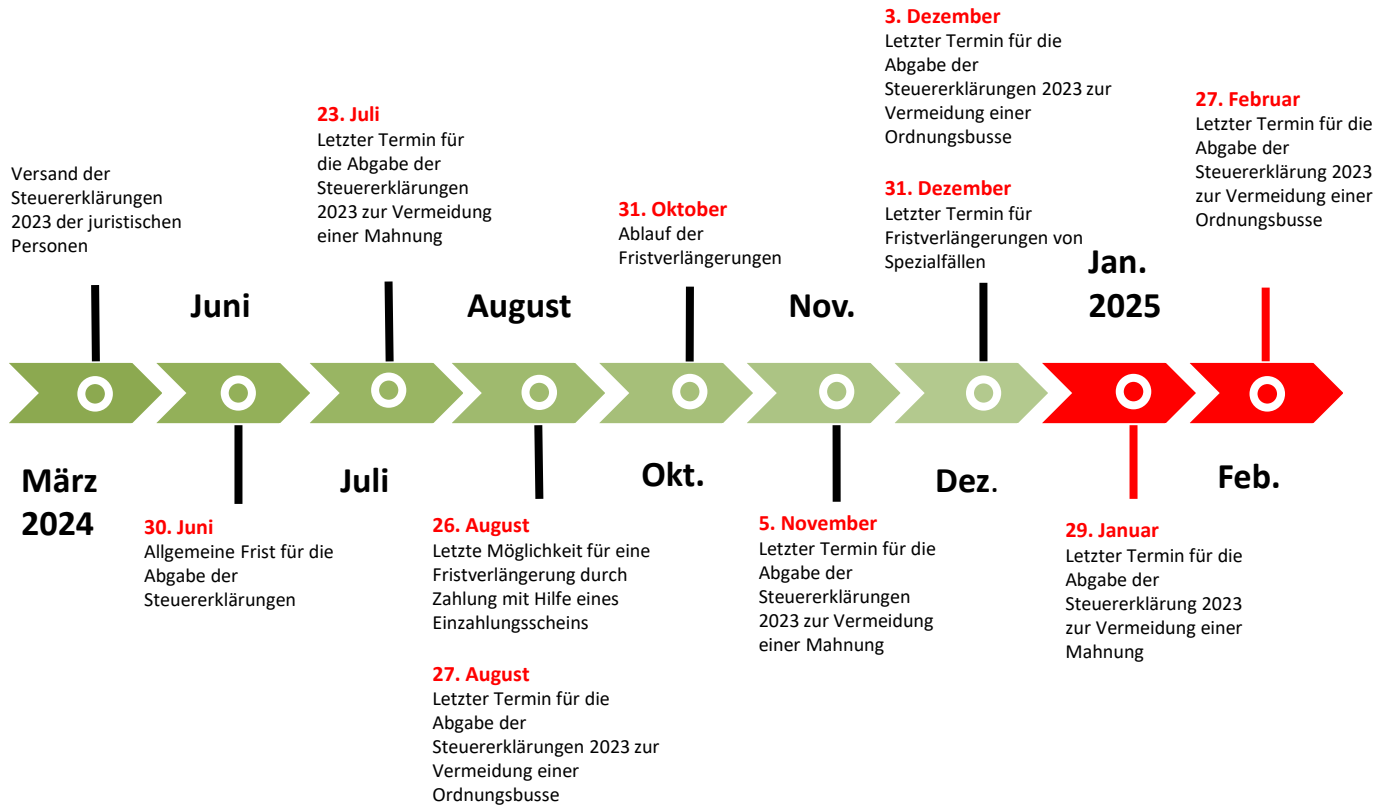 Versand der
Steuererklärungen
2023 der juristischen
Personen
März
2024
Juni
30. Juni
Allgemeine Frist für die
Abgabe der
Steuererklärungen
23. Juli
Letzter Termin für
die Abgabe der
Steuererklärungen
2023 zur Vermeidung
einer Mahnung
Juli
August
26. August
Letzte Möglichkeit für eine
Fristverlängerung durch
Zahlung mit Hilfe eines
Einzahlungsscheins
27. August
Letzter Termin für die
Abgabe der
Steuererklärungen 2023 zur
Vermeidung einer
Ordnungsbusse
31. Oktober
Ablauf der
Fristverlängerungen
Okt.
Nov.
5. November
Letzter Termin für die
Abgabe der
Steuererklärungen
2023 zur Vermeidung
einer Mahnung
3. Dezember
Letzter Termin für die
Abgabe der
Steuererklärungen 2023 zur
Vermeidung einer
Ordnungsbusse
31. Dezember
Letzter Termin für
Fristverlängerungen von
Spezialfällen
Dez.
Jan.
2025
29. Januar
Letzter Termin für die
Abgabe der
Steuererklärung 2023
zur Vermeidung einer
Mahnung
27. Februar
Letzter Termin für die
Abgabe der
Steuererklärung 2023
zur Vermeidung einer
Ordnungsbusse
Feb.